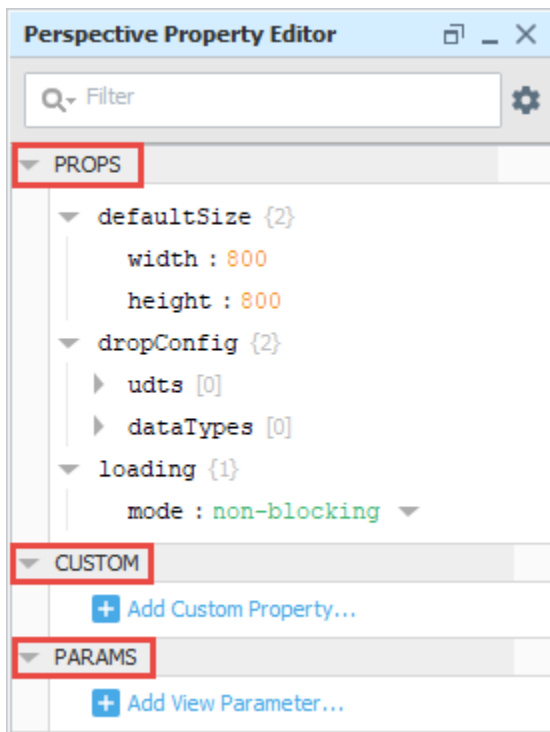 Perspective Property Editor
Filter
PROPS
defaultSize {2}
width : 800
height : 800
dropConfig {2}
udts [0]
dataTypes [0]
loading {1}
mode : non-blocking
CUSTOM
Add Custom Property...
PARAMS
Add View Parameter...